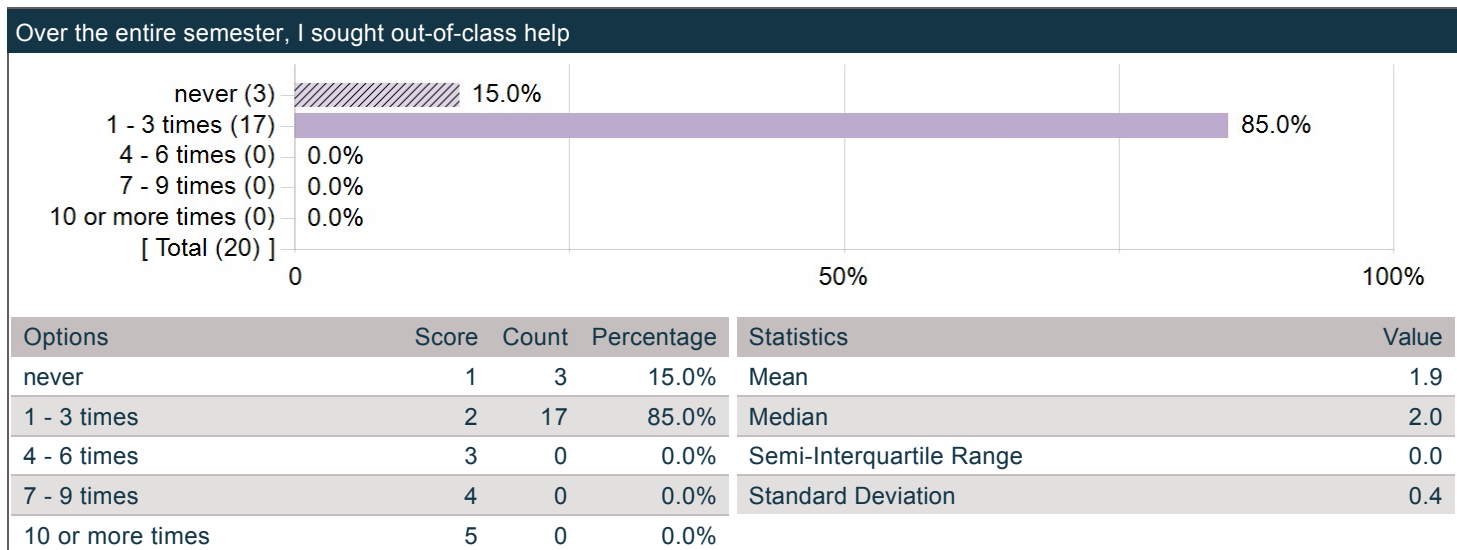 Over the entire semester, I sought out-of-class help
never (3) 15.0%
1 - 3 times (17) 85.0%
4 - 6 times (0) 0.0%
7 - 9 times (0) 0.0%
10 or more times (0) 0.0%
[ Total (20) ]
0 50% 100%
Options Score Count Percentage
never 1 3 15.0%
1 - 3 times 2 17 85.0%
4 - 6 times 3 0 0.0%
7 - 9 times 4 0 0.0%
10 or more times 5 0 0.0%
Statistics Value
Mean 1.9
Median 2.0
Semi-Interquartile Range 0.0
Standard Deviation 0.4